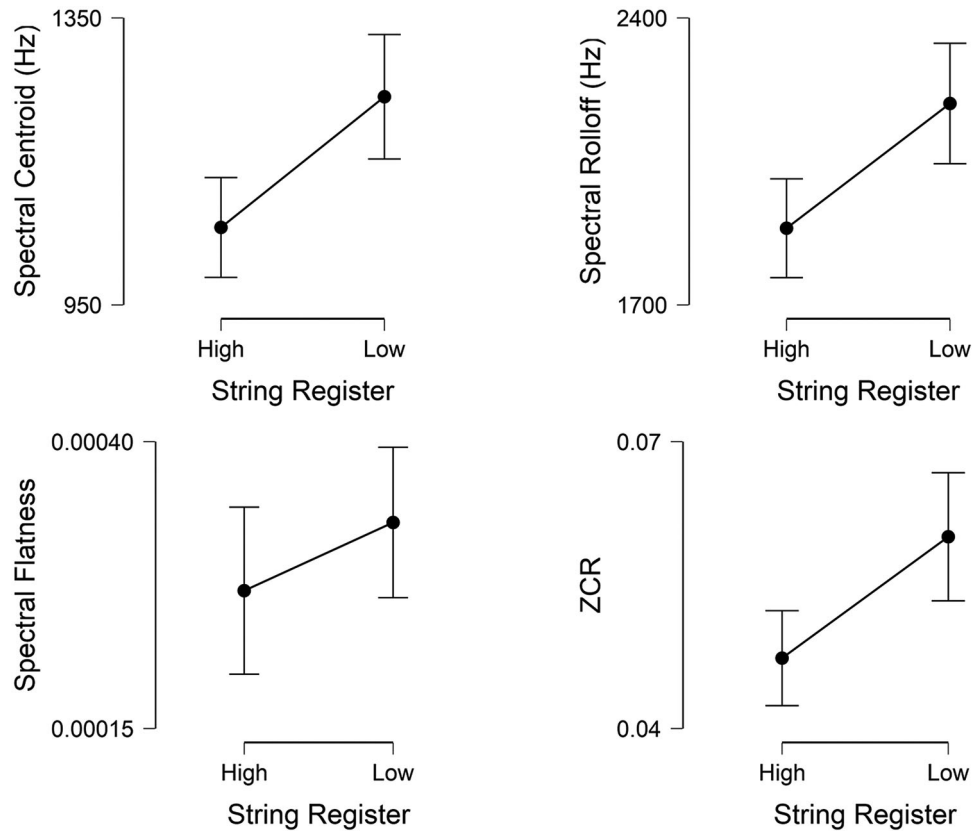 Spectral Centroid (Hz)
1350
950
High Low
String Register
Spectral Rolloff (Hz)
2400
1700
High Low
String Register
Spectral Flatness
0.00040
0.00015
High Low
String Register
ZCR
0.07
0.04
High Low
String Register